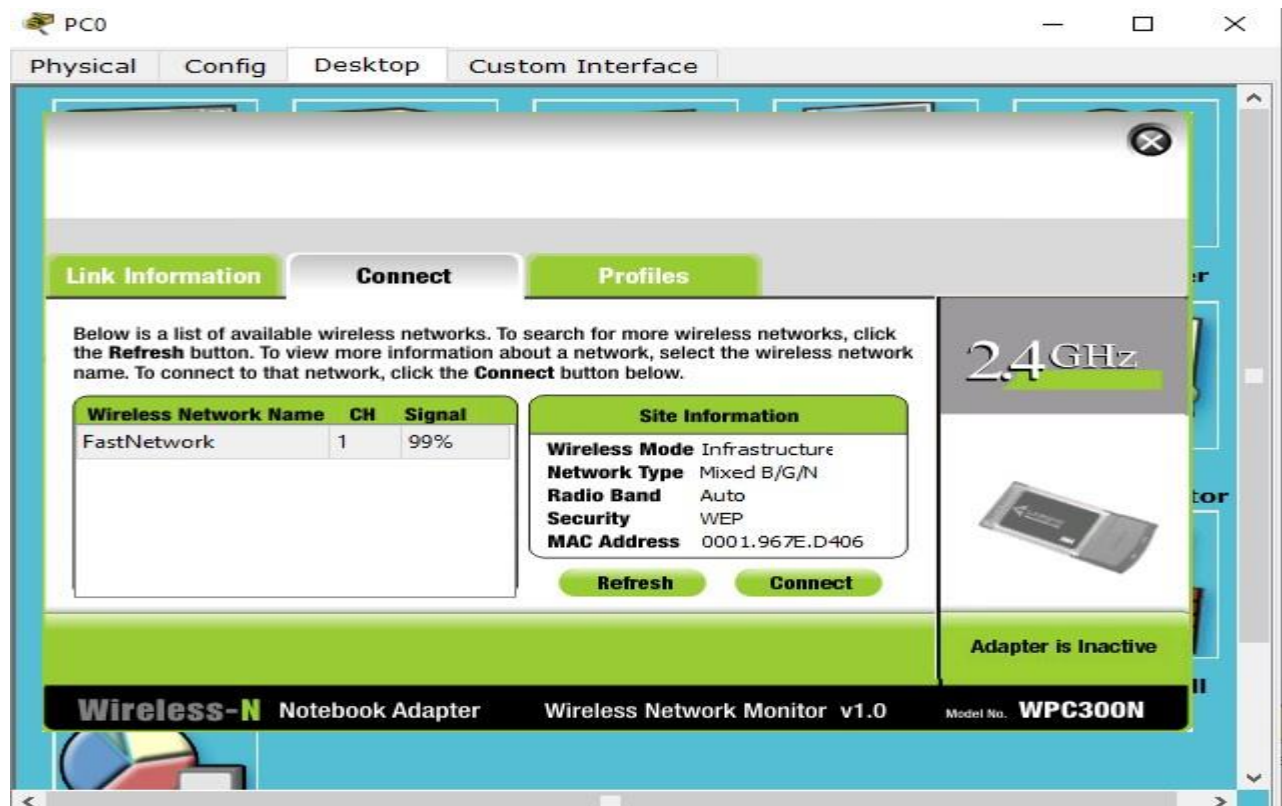 PC0
Physical Config Desktop Custom Interface
Link Information Connect Profiles
Below is a list of available wireless networks. To search for more wireless networks, click
the Refresh button. To view more information about a network, select the wireless network
name. To connect to that network, click the Connect button below.
Wireless Network Name CH Signal
FastNetwork 1 99%
Site Information
Wireless Mode Infrastructure
Network Type Mixed B/G/N
Radio Band Auto
Security WEP
MAC Address 0001.967E.D406
Refresh Connect
2.4GHz
Adapter is Inactive
Wireless-N Notebook Adapter Wireless Network Monitor v1.0 Model No. WPC300N